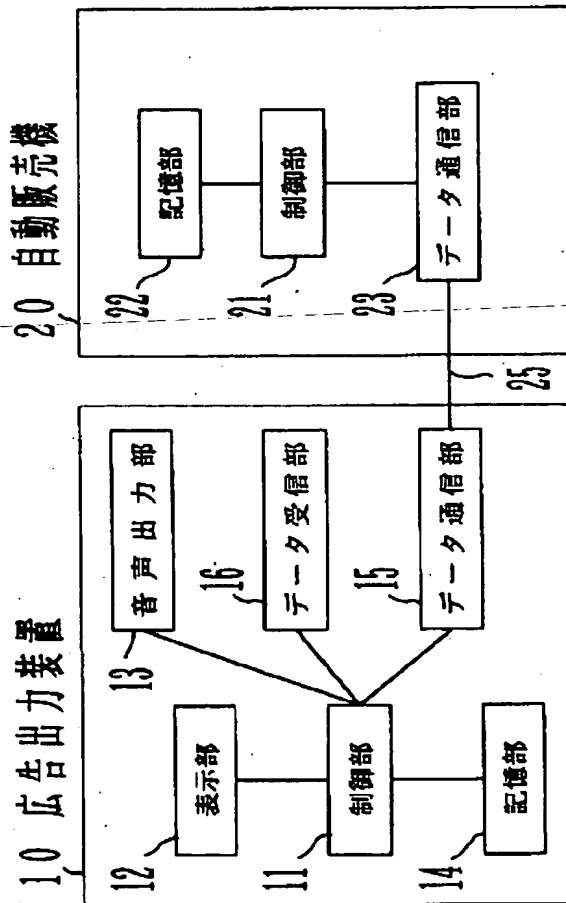 10 広告出力装置
12
表示部
11
制御部
14
記憶部
13
音声出力部
16
データ受信部
15
データ通信部
25
20 自動販売機
22
記憶部
21
制御部
23
データ通信部